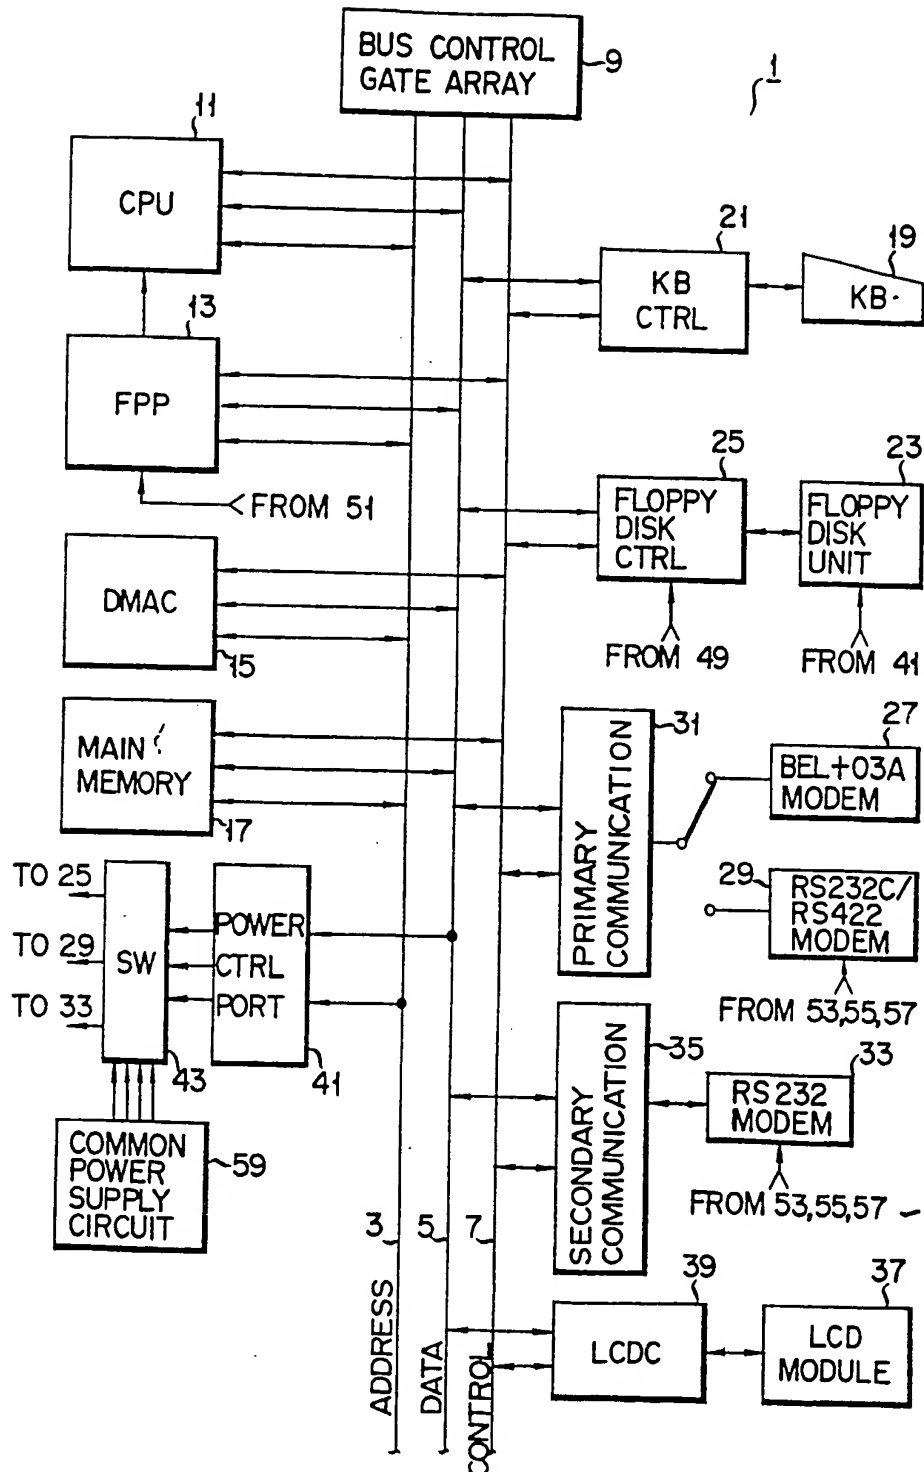 BUS CONTROL
GATE ARRAY
9
1
11
CPU
21
19
KB
CTRL
KB
13
FPP
FROM 51
25
23
FLOPPY
DISK
CTRL
FLOPPY
DISK
UNIT
FROM 49
FROM 41
DMAC
15
MAIN
MEMORY
17
31
PRIMARY
COMMUNICATION
27
BEL+03A
MODEM
29
RS232C/
RS422
MODEM
FROM 53,55,57
TO 25
TO 29
TO 33
SW
43
POWER
CTRL
PORT
41
COMMON
POWER
SUPPLY
CIRCUIT
59
35
SECONDARY
COMMUNICATION
33
RS232
MODEM
FROM 53,55,57
3
5
7
ADDRESS
DATA
CONTROL
39
LCDC
37
LCD
MODULE